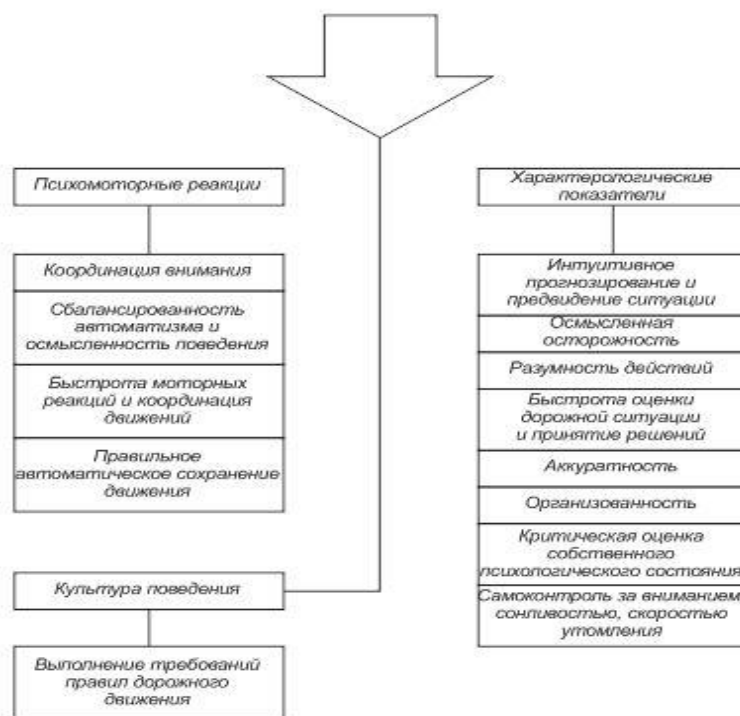 Психомоторные реакции
Координация внимания
Сбалансированность
автоматизма и
осмысленность поведения
Быстрота моторных
реакций и координация
движений
Правильное
автоматическое сохранение
движения
Культура поведения
Выполнение требований
правил дорожного
движения
Характерологические
показатели
Интуитивное
прогнозирование и
предвидение ситуации
Осмысленная
осторожность
Разумность действий
Быстрота оценки
дорожной ситуации
и принятие решений
Аккуратность
Организованность
Критическая оценка
собственного
психологического состояния
Самоконтроль за вниманием
сонливостью, скоростью
утомления